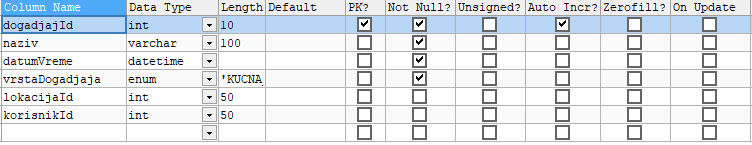 Column Name Data Type Length Default PK? Not Null? Unsigned? Auto Incr? Zerofill? On Update
dogadjajId int 10
naziv varchar 100
datumVreme datetime
vrstaDogadjaja enum 'KUCNA
lokacijaId int 50
korisnikId int 50